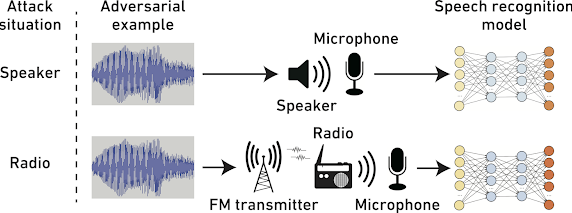 Attack
situation
Adversarial
example
Speech recognition
model
Speaker
Microphone
Speaker
Radio
Radio
FM transmitter
Microphone